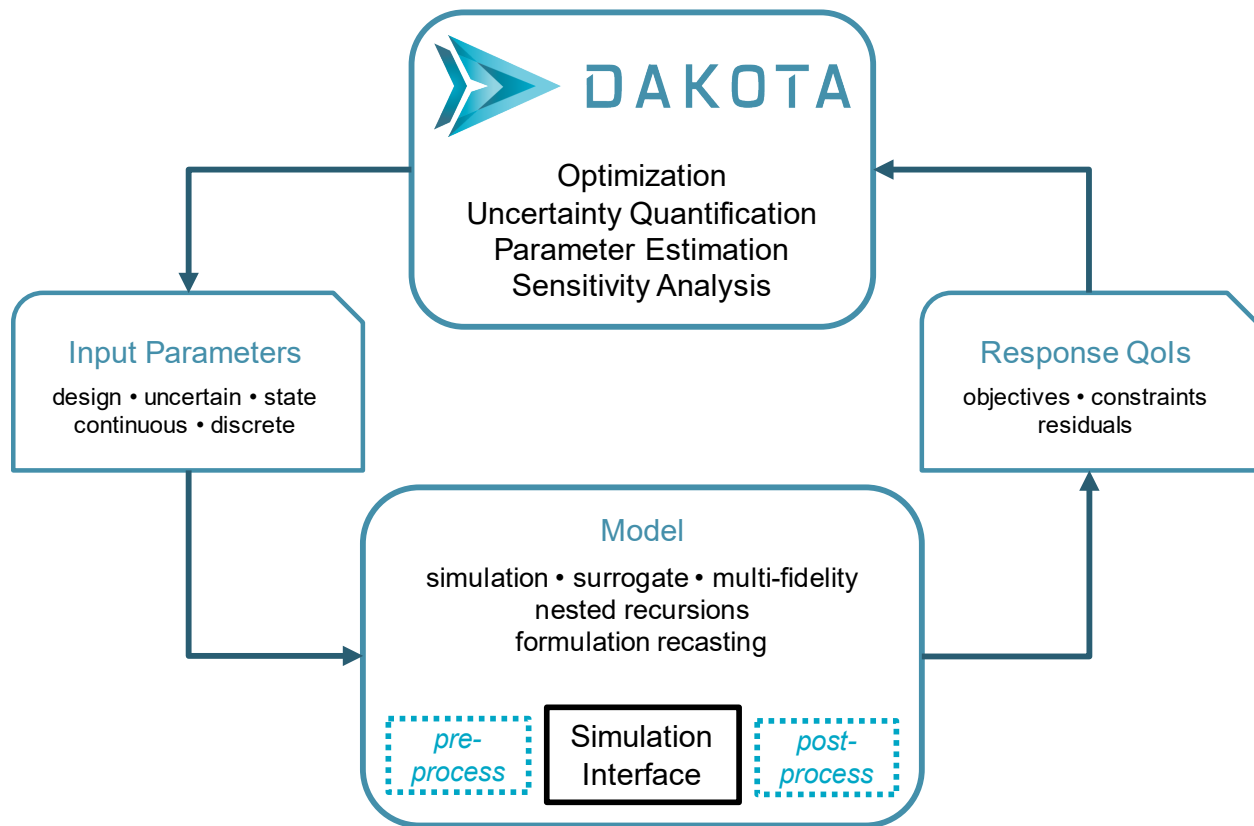 DAKOTA
Optimization
Uncertainty Quantification
Parameter Estimation
Sensitivity Analysis
Input Parameters
design • uncertain • state
continuous • discrete
Response QoIs
objectives • constraints
residuals
Model
simulation • surrogate • multi-fidelity
nested recursions
formulation recasting
pre-
process
Simulation
Interface
post-
process